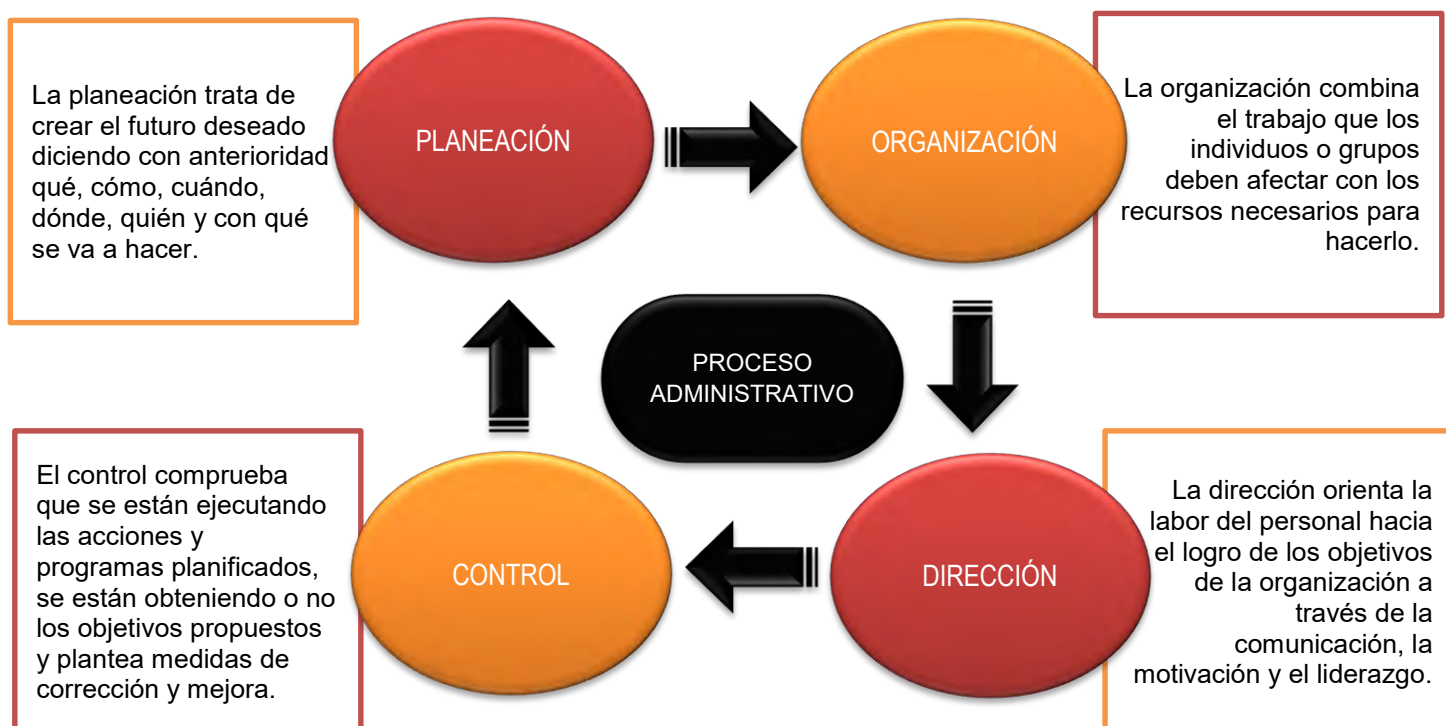 La planeación trata de
crear el futuro deseado
diciendo con anterioridad
qué, cómo, cuándo,
dónde, quién y con qué
se va a hacer.
PLANEACIÓN
ORGANIZACIÓN
La organización combina
el trabajo que los
individuos o grupos
deben afectar con los
recursos necesarios para
hacerlo.
PROCESO
ADMINISTRATIVO
El control comprueba
que se están ejecutando
las acciones y
programas planificados,
se están obteniendo o no
los objetivos propuestos
y plantea medidas de
corrección y mejora.
CONTROL
DIRECCIÓN
La dirección orienta la
labor del personal hacia
el logro de los objetivos
de la organización a
través de la
comunicación, la
motivación y el liderazgo.